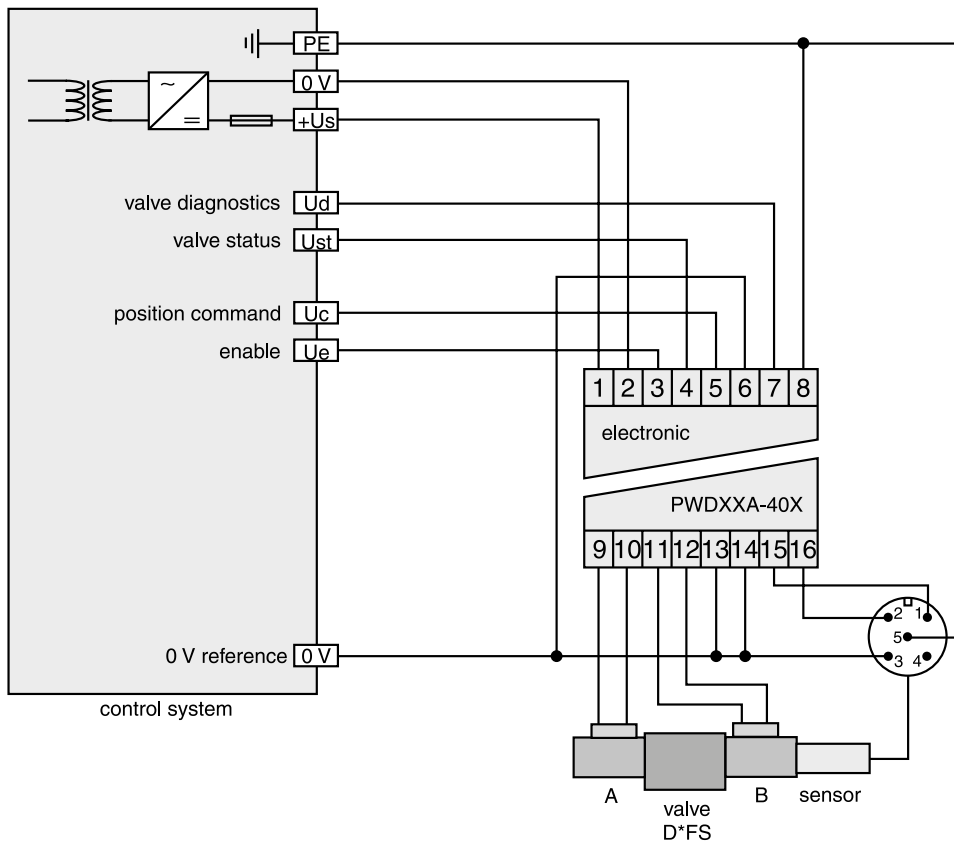 PE
0 V
~
=
+Us
valve diagnostics Ud
valve status Ust
position command Uc
enable Ue
1 2 3 4 5 6 7 8
electronic
PWDXXA-40X
9 10 11 12 13 14 15 16
2 1
5
3 4
0 V reference 0 V
control system
A
B
sensor
valve
D*FS